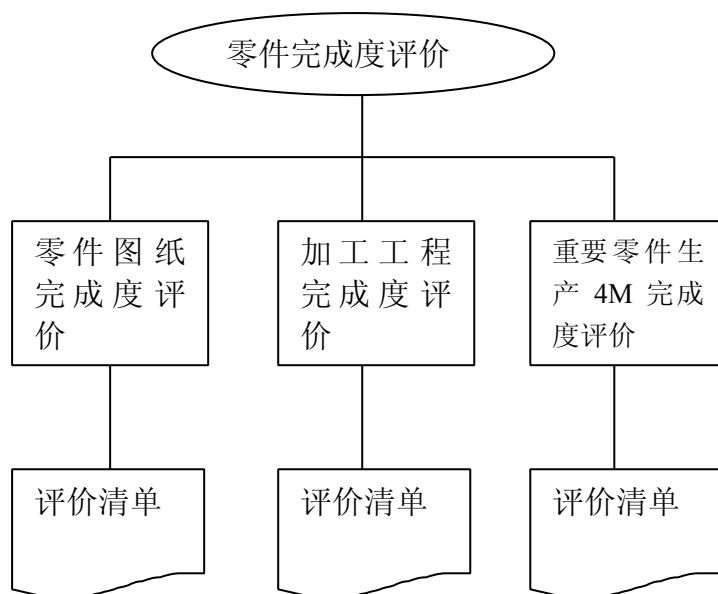 零件完成度评价
零件图纸
完成度评
价
加工工程
完成度评
价
重要零件生
产 4M 完成
度评价
评价清单
评价清单
评价清单